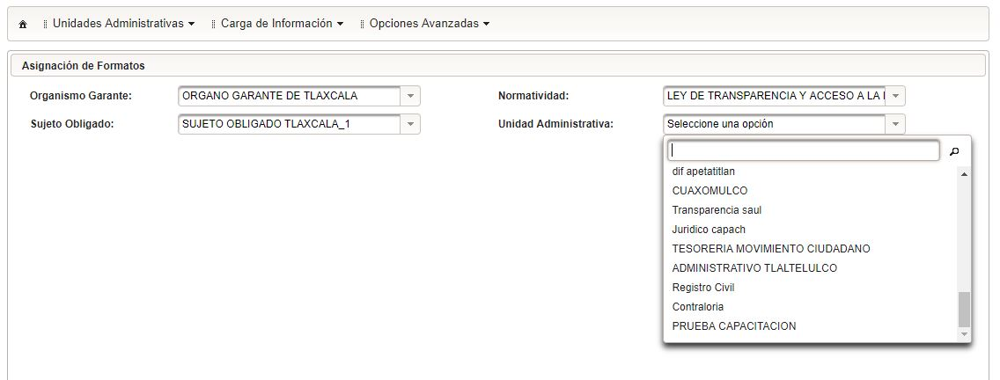 Unidades Administrativas Carga de Información Opciones Avanzadas
Asignación de Formatos
Organismo Garante: ORGANO GARANTE DE TLAXCALA Normatividad: LEY DE TRANSPARENCIA Y ACCESO A LA
Sujeto Obligado: SUJETO OBLIGADO TLAXCALA_1 Unidad Administrativa: Seleccione una opción
dif apetatitlan
CUAXOMULCO
Transparencia saul
Juridico capach
TESORERIA MOVIMIENTO CIUDADANO
ADMINISTRATIVO TLALTELULCO
Registro Civil
Contraloria
PRUEBA CAPACITACION